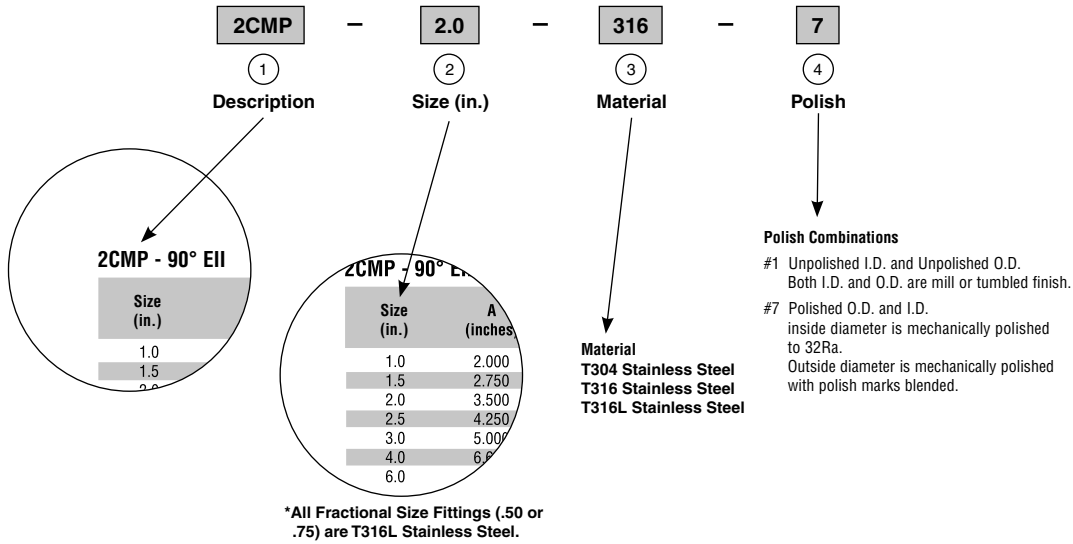 2CMP – 2.0 – 316 – 7
1 2 3 4
Description Size (in.) Material Polish
2CMP - 90° Ell
Size
(in.)
1.0
1.5
2CMP - 90°
Size A
(in.) (inches)
1.0 2.000
1.5 2.750
2.0 3.500
2.5 4.250
3.0 5.000
4.0
6.0
*All Fractional Size Fittings (.50 or
.75) are T316L Stainless Steel.
Material
T304 Stainless Steel
T316 Stainless Steel
T316L Stainless Steel
Polish Combinations
#1 Unpolished I.D. and Unpolished O.D.
Both I.D. and O.D. are mill or tumbled finish.
#7 Polished O.D. and I.D.
inside diameter is mechanically polished
to 32Ra.
Outside diameter is mechanically polished
with polish marks blended.